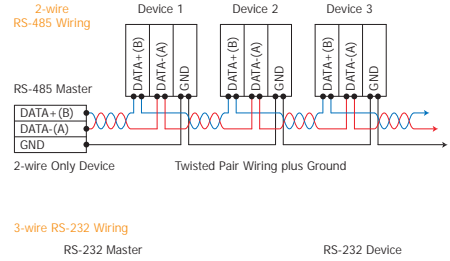 2-wire
RS-485 Wiring
Device 1
Device 2
Device 3
DATA+(B)
DATA-(A)
GND
DATA+(B)
DATA-(A)
GND
DATA+(B)
DATA-(A)
GND
RS-485 Master
DATA+(B)
DATA-(A)
GND
2-wire Only Device
Twisted Pair Wiring plus Ground
3-wire RS-232 Wiring
RS-232 Master
RS-232 Device